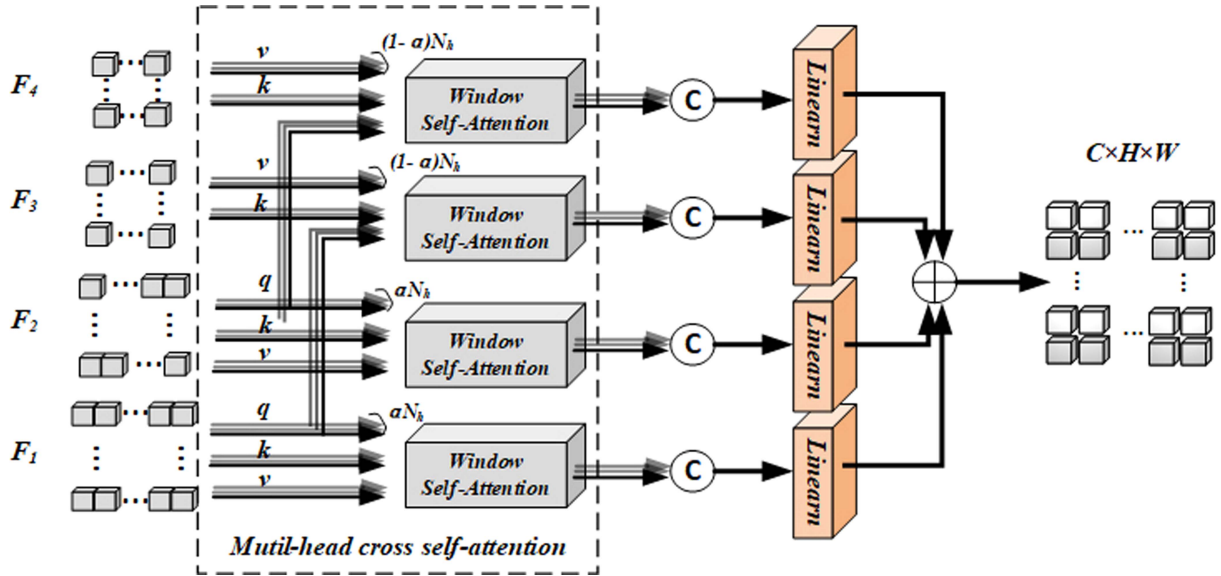 F4
v
(1- α)Nh
k
Window
Self-Attention
C
Linearn
F3
v
(1- α)Nh
k
Window
Self-Attention
C
Linearn
C×H×W
F2
q
αNh
k
v
Window
Self-Attention
C
Linearn
F1
q
αNh
k
v
Window
Self-Attention
C
Linearn
Mutil-head cross self-attention